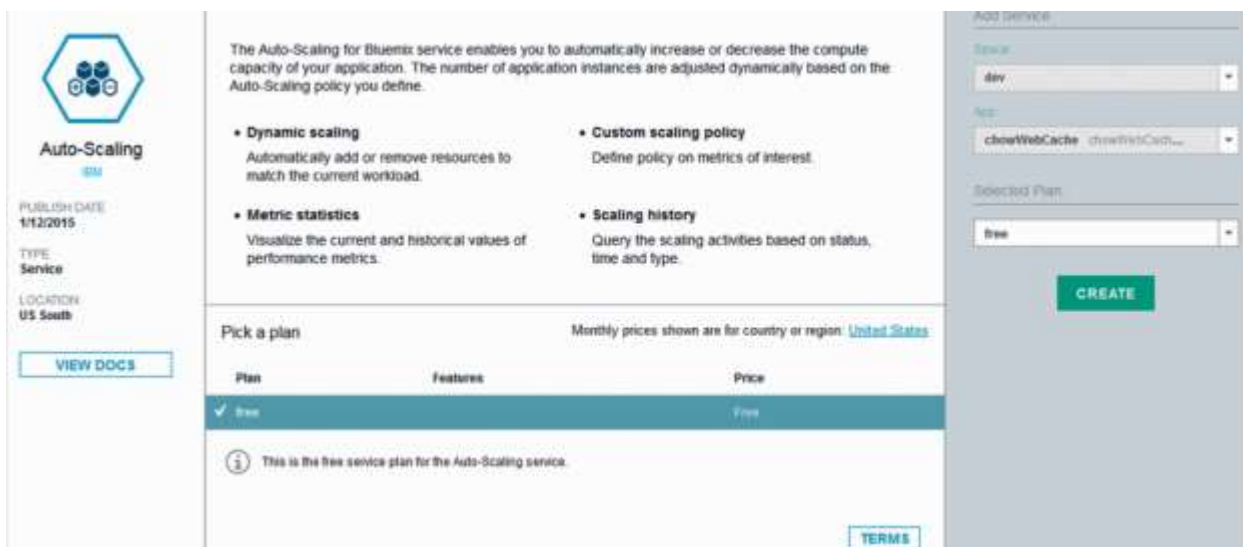 Auto-Scaling
IBM
PUBLISH DATE
1/12/2015
TYPE
Service
LOCATION
US South
VIEW DOCS
The Auto-Scaling for Bluemix service enables you to automatically increase or decrease the compute
capacity of your application. The number of application instances are adjusted dynamically based on the
Auto-Scaling policy you define.
• Dynamic scaling
Automatically add or remove resources to
match the current workload.
• Custom scaling policy
Define policy on metrics of interest.
• Metric statistics
Visualize the current and historical values of
performance metrics.
• Scaling history
Query the scaling activities based on status,
time and type.
Pick a plan
Monthly prices shown are for country or region: United States
Plan Features Price
free Free
This is the free service plan for the Auto-Scaling service.
TERMS
Add Service
Space:
dev
App:
chowWebCache chowWebCach...
Selected Plan:
free
CREATE